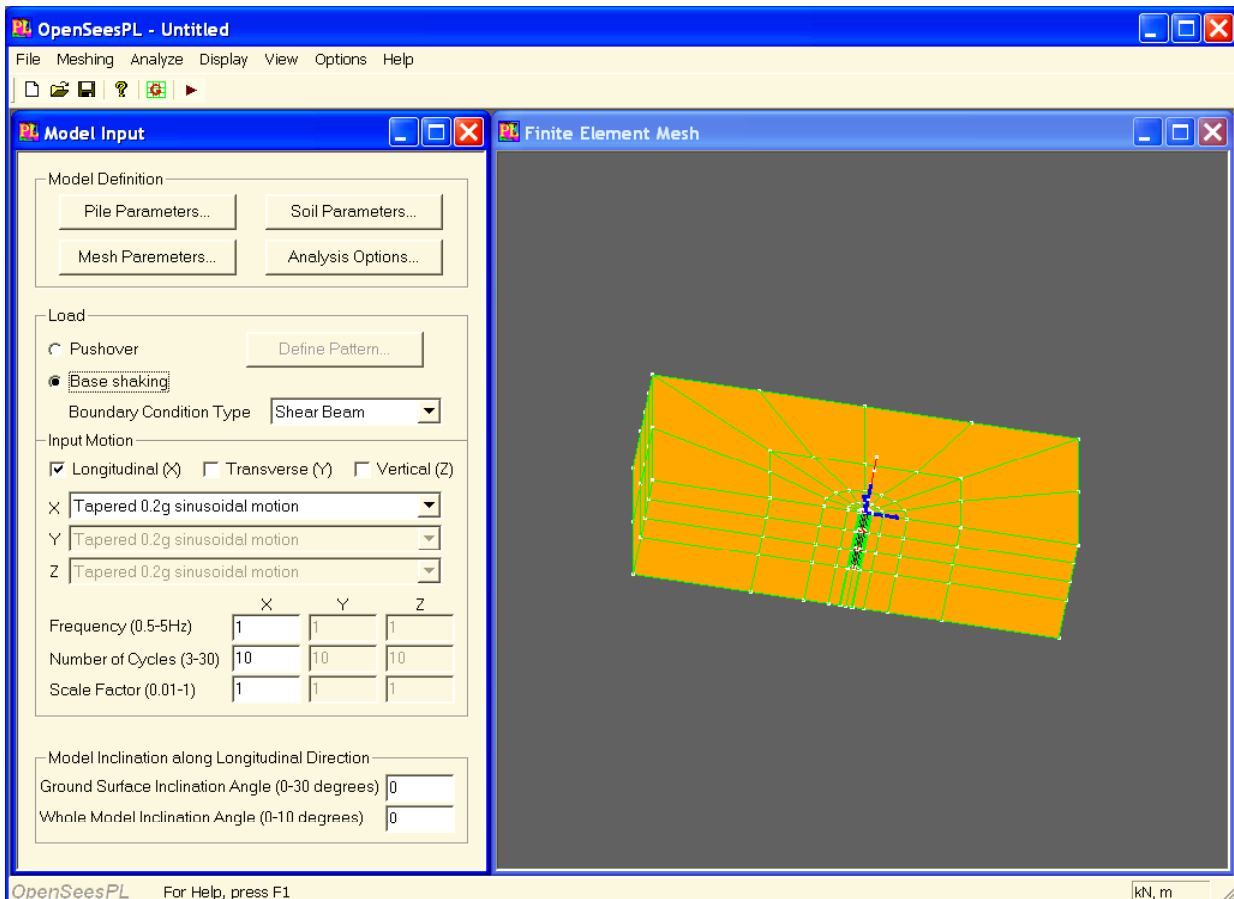 OpenSeesPL - Untitled
File Meshing Analyze Display View Options Help
Model Input
Model Definition
Pile Parameters... Soil Parameters...
Mesh Paremeters... Analysis Options...
Load
Pushover Define Pattern...
Base shaking
Boundary Condition Type Shear Beam
Input Motion
Longitudinal (X) Transverse (Y) Vertical (Z)
X Tapered 0.2g sinusoidal motion
Y Tapered 0.2g sinusoidal motion
Z Tapered 0.2g sinusoidal motion
X Y Z
Frequency (0.5-5Hz) 1 1 1
Number of Cycles (3-30) 10 10 10
Scale Factor (0.01-1) 1 1 1
Model Inclination along Longitudinal Direction
Ground Surface Inclination Angle (0-30 degrees) 0
Whole Model Inclination Angle (0-10 degrees) 0
Finite Element Mesh
OpenSeesPL For Help, press F1 kN, m